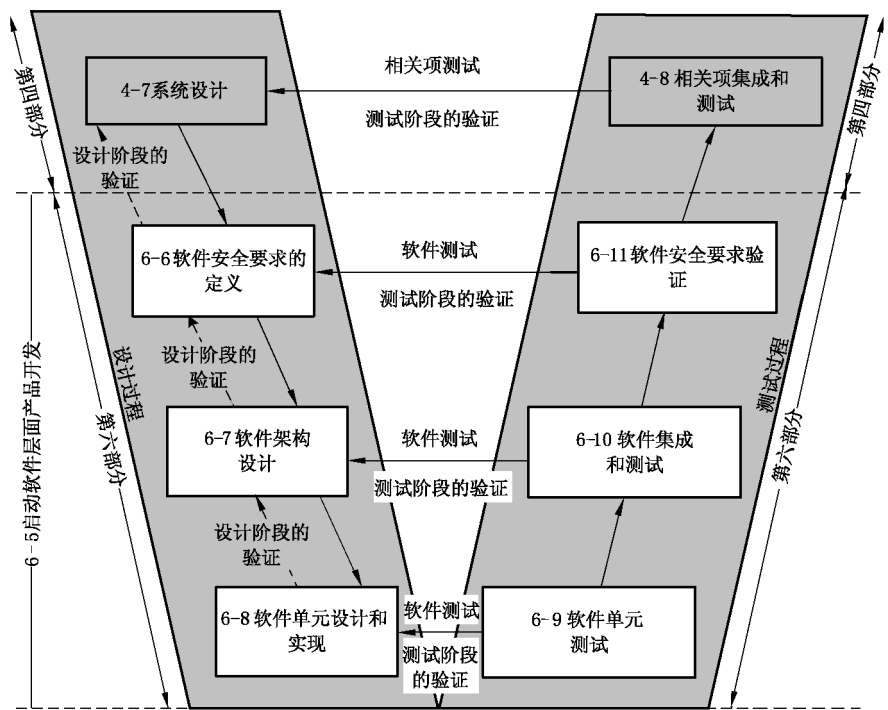 第四部分
4-7系统设计
相关项测试
测试阶段的验证
4-8 相关项集成和
测试
第四部分
设计阶段的
验证
6-6软件安全要求的
定义
软件测试
测试阶段的验证
6-11软件安全要求验
证
设计阶段的
验证
设计过程
测试过程
6-5启动软件层面产品开发
第六部分
6-7软件架构
设计
软件测试
测试阶段的验证
6-10 软件集成
和测试
第六部分
设计阶段的
验证
6-8 软件单元设计和
实现
软件测试
测试阶段
的验证
6-9 软件单元
测试